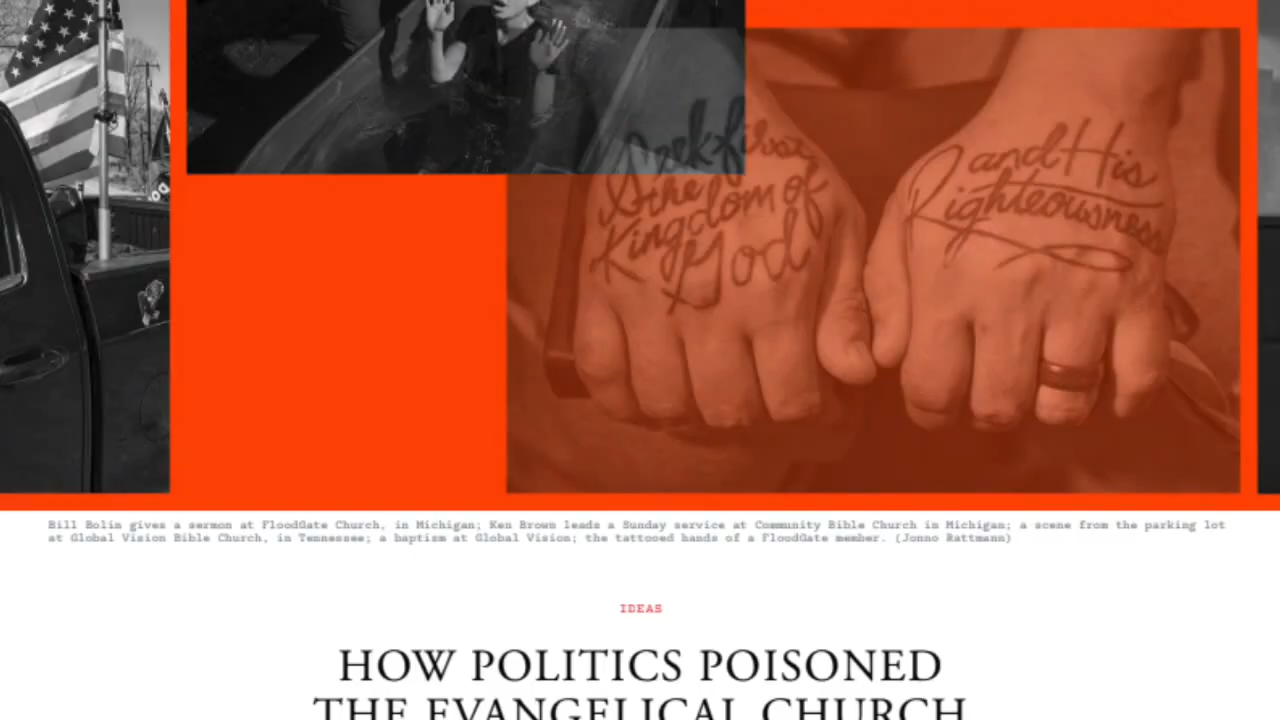 Seek first
the
Kingdom of
God
and His
Righteousness
Bill Bolin gives a sermon at FloodGate Church, in Michigan; Ken Brown leads a Sunday service at Community Bible Church in Michigan; a scene from the parking lot
at Global Vision Bible Church, in Tennessee; a baptism at Global Vision; the tattooed hands of a FloodGate member. (Jonno Rattmann)
IDEAS
HOW POLITICS POISONED
THE EVANGELICAL CHURCH